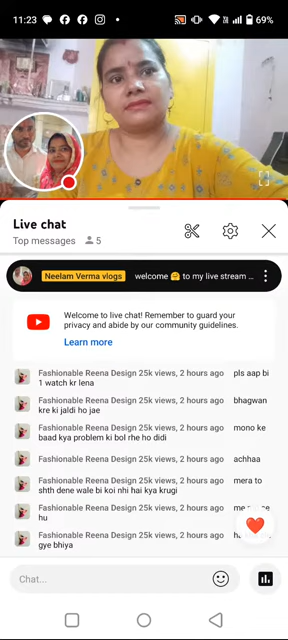 11:23
69%
Live chat
Top messages 5
Neelam Verma vlogs welcome 🤗 to my live stream ...
Welcome to live chat! Remember to guard your
privacy and abide by our community guidelines.
Learn more
Fashionable Reena Design 25k views, 2 hours ago pls aap bi
1 watch kr lena
Fashionable Reena Design 25k views, 2 hours ago bhagwan
kre ki jaldi ho jae
Fashionable Reena Design 25k views, 2 hours ago mono ke
baad kya problem ki bol rhe ho didi
Fashionable Reena Design 25k views, 2 hours ago achhaa
Fashionable Reena Design 25k views, 2 hours ago mera to
shth dene wale bi koi nhi hai kya krugi
Fashionable Reena Design 25k views, 2 hours ago
hu
Fashionable Reena Design 25k views, 2 hours ago
gye bhiya
Chat...